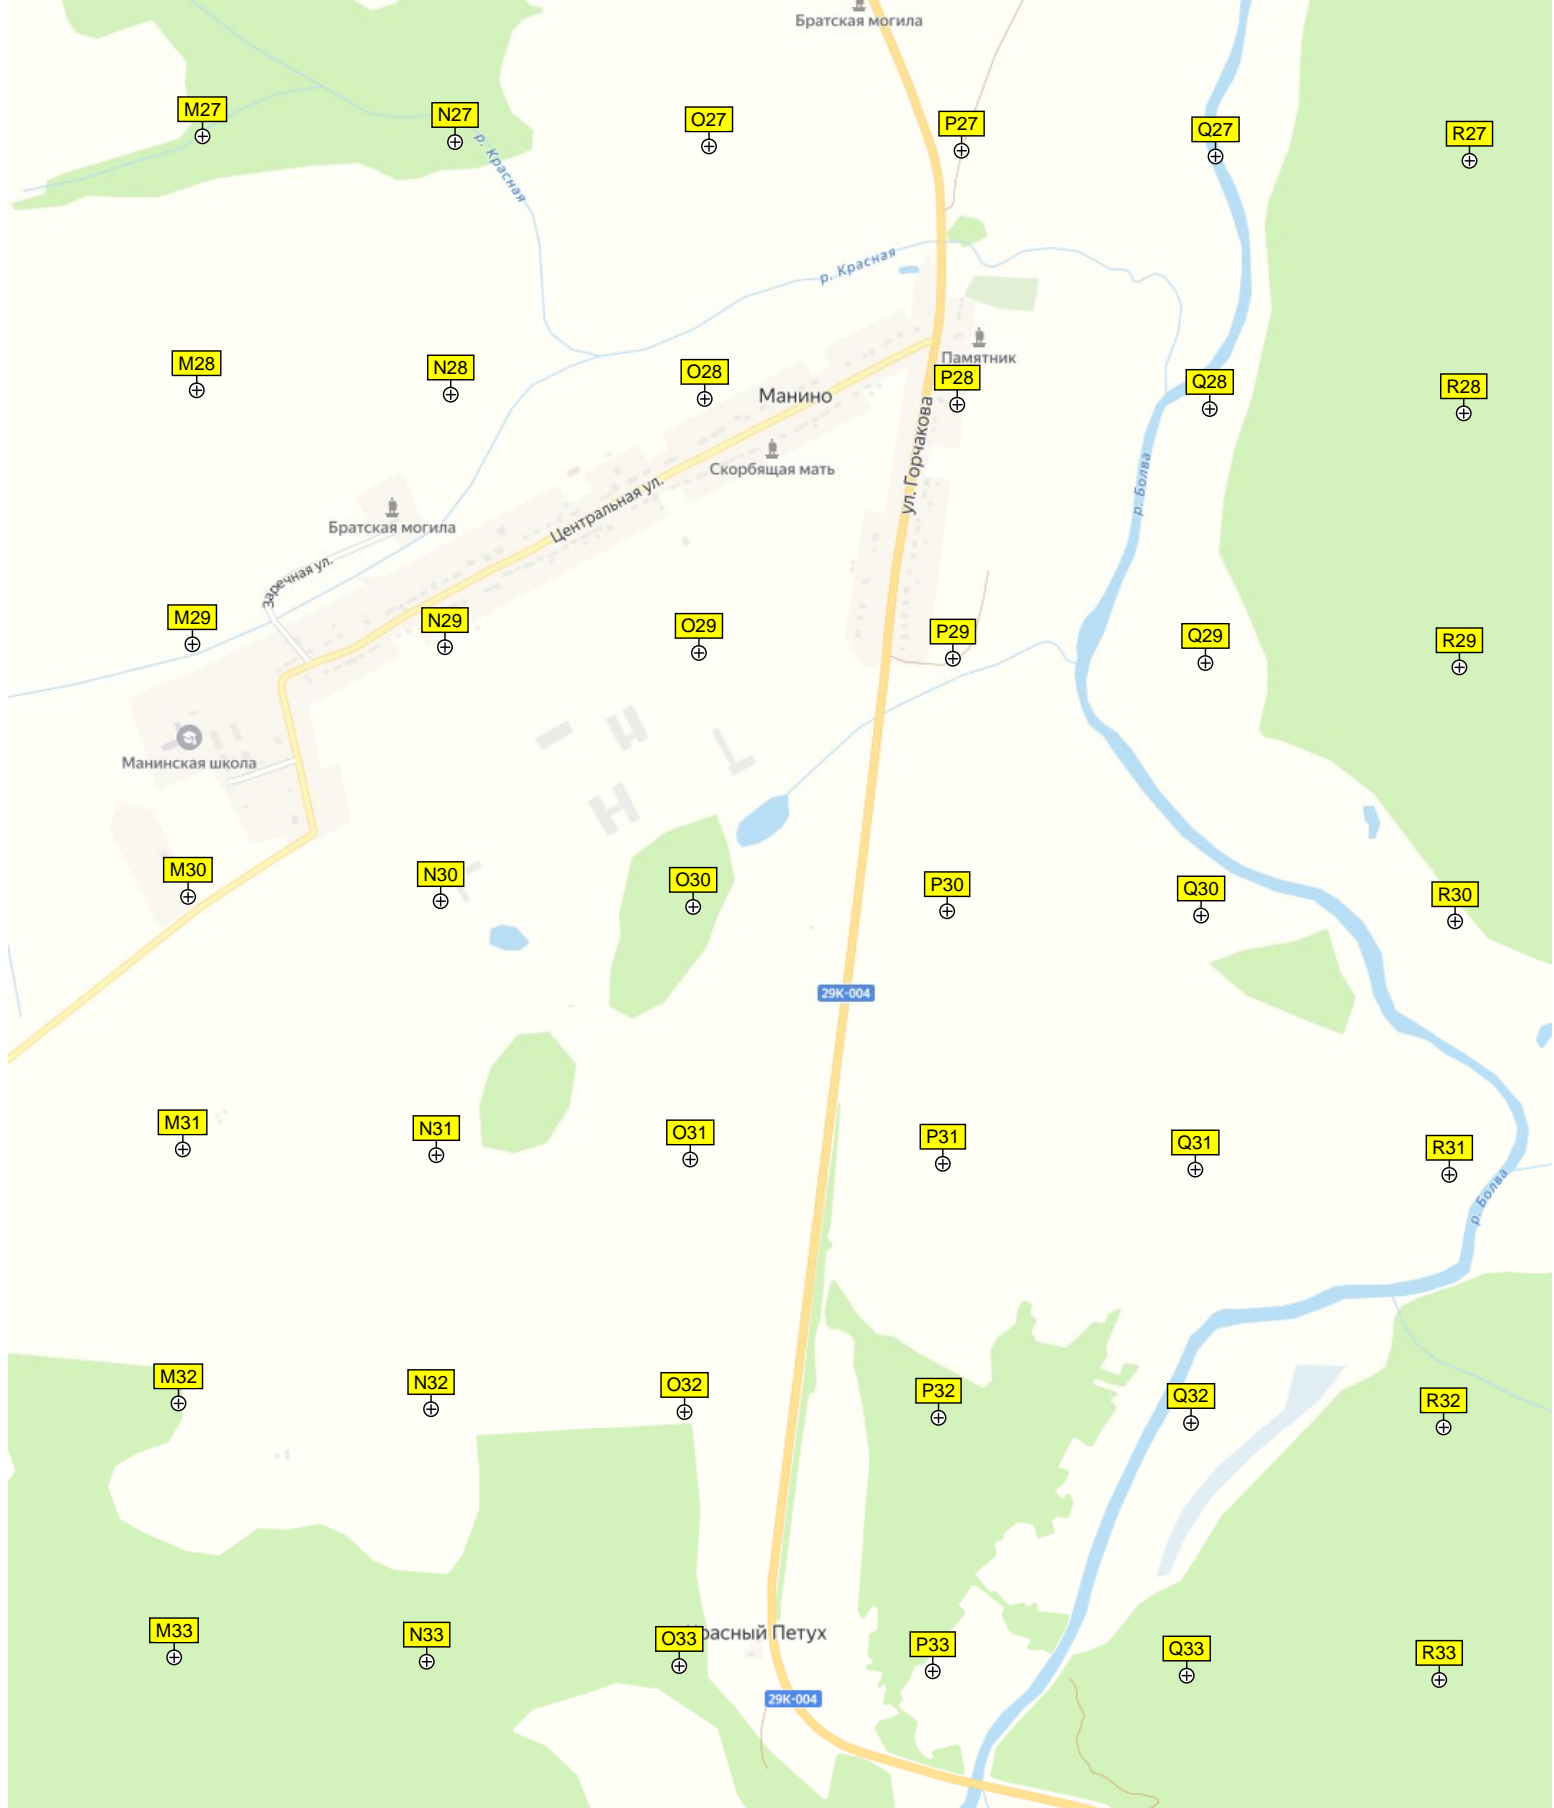 Братская могила
M27
N27
O27
P27
Q27
R27
р. Красная
р. Красная
Памятник
M28
N28
O28
P28
Q28
R28
Манино
ул. Горчакова
Скорбящая мать
р. Болва
Центральная ул.
Братская могила
заречная ул.
M29
N29
O29
P29
Q29
R29
Манинская школа
M30
N30
O30
P30
Q30
R30
29К-004
M31
N31
O31
P31
Q31
R31
р. Болва
M32
N32
O32
P32
Q32
R32
M33
N33
O33
расный Петух
P33
Q33
R33
29К-004